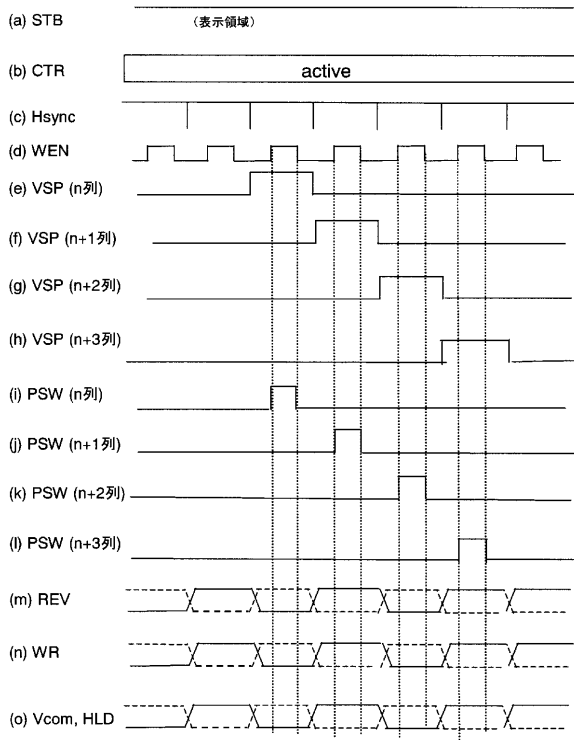 (a) STB
(表示領域)
(b) CTR
active
(c) Hsync
(d) WEN
(e) VSP (n列)
(f) VSP (n+1列)
(g) VSP (n+2列)
(h) VSP (n+3列)
(i) PSW (n列)
(j) PSW (n+1列)
(k) PSW (n+2列)
(l) PSW (n+3列)
(m) REV
(n) WR
(o) Vcom, HLD